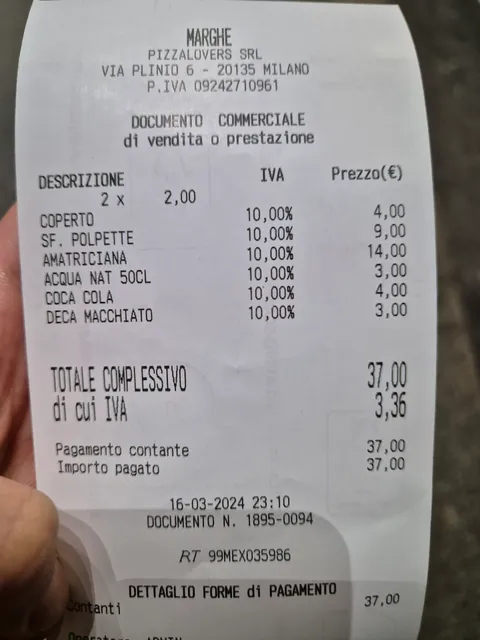 MARGHE
PIZZALOVERS SRL
VIA PLINIO 6 - 20135 MILANO
P.IVA 09242710961
DOCUMENTO COMMERCIALE
di vendita o prestazione
DESCRIZIONE IVA Prezzo(€)
2 x 2,00
COPERTO 10,00% 4,00
SF. POLPETTE 10,00% 9,00
AMATRICIANA 10,00% 14,00
ACQUA NAT 50CL 10,00% 3,00
COCA COLA 10,00% 4,00
DECA MACCHIATO 10,00% 3,00
TOTALE COMPLESSIVO 37,00
di cui IVA 3,36
Pagamento contante 37,00
Importo pagato 37,00
16-03-2024 23:10
DOCUMENTO N. 1895-0094
RT 99MEX035986
DETTAGLIO FORME di PAGAMENTO
Contanti 37,00